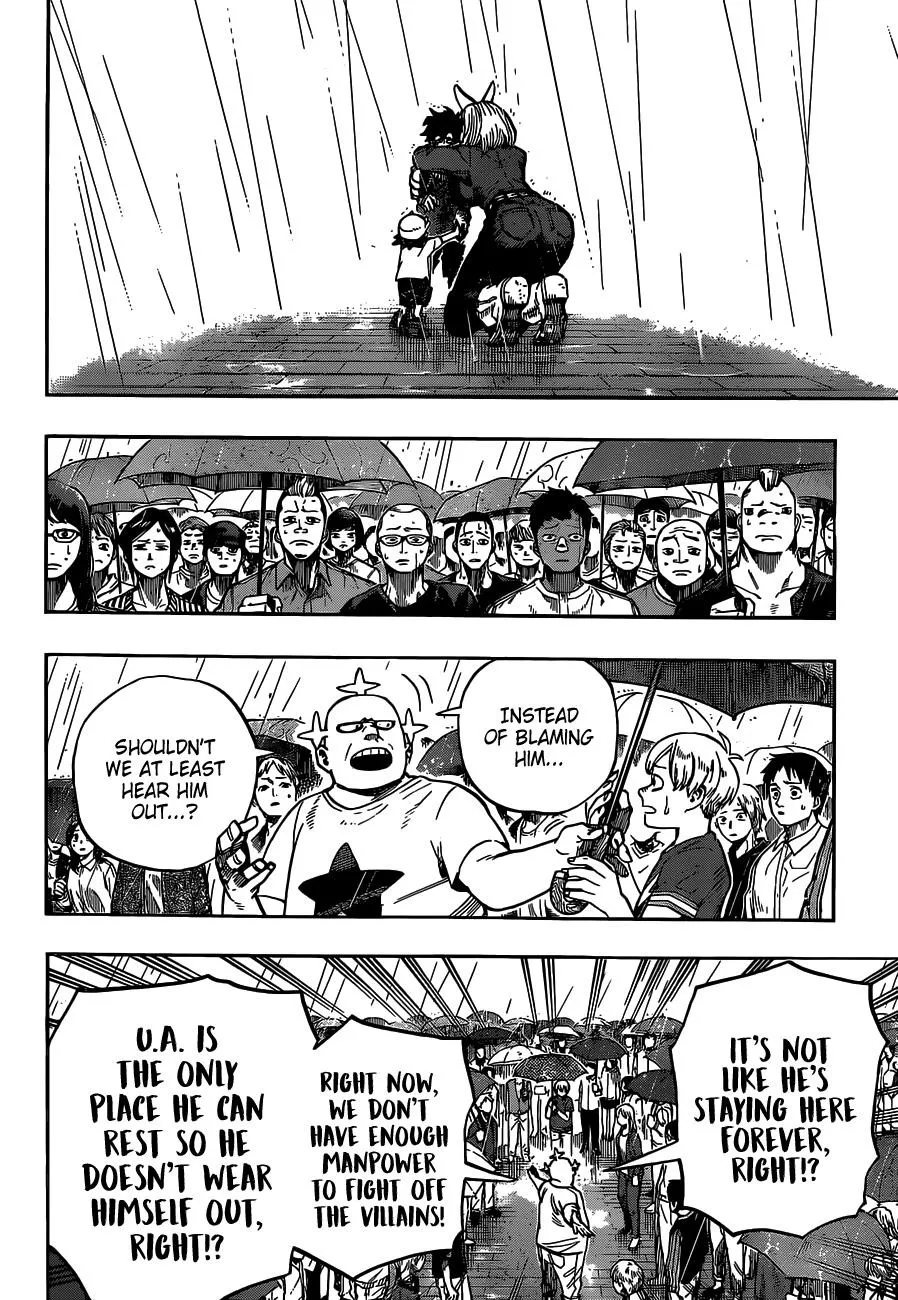 INSTEAD
OF BLAMING
HIM...
SHOULDN'T
WE AT LEAST
HEAR HIM
OUT...?
IT'S NOT
LIKE HE'S
STAYING HERE
FOREVER,
RIGHT!?
RIGHT NOW,
WE DON'T
HAVE ENOUGH
MANPOWER
TO FIGHT OFF
THE VILLAINS!
U.A. IS
THE ONLY
PLACE HE CAN
REST SO HE
DOESN'T WEAR
HIMSELF OUT,
RIGHT!?